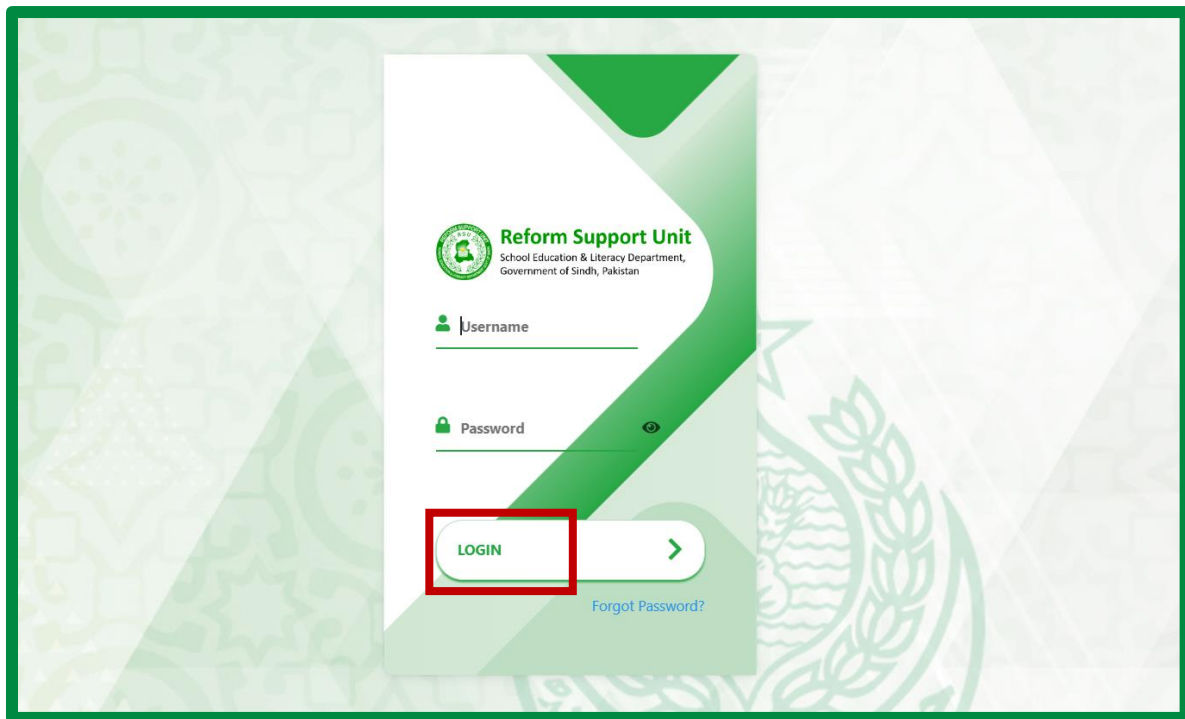 Reform Support Unit
School Education & Literacy Department,
Government of Sindh, Pakistan
Username
Password
LOGIN
Forgot Password?